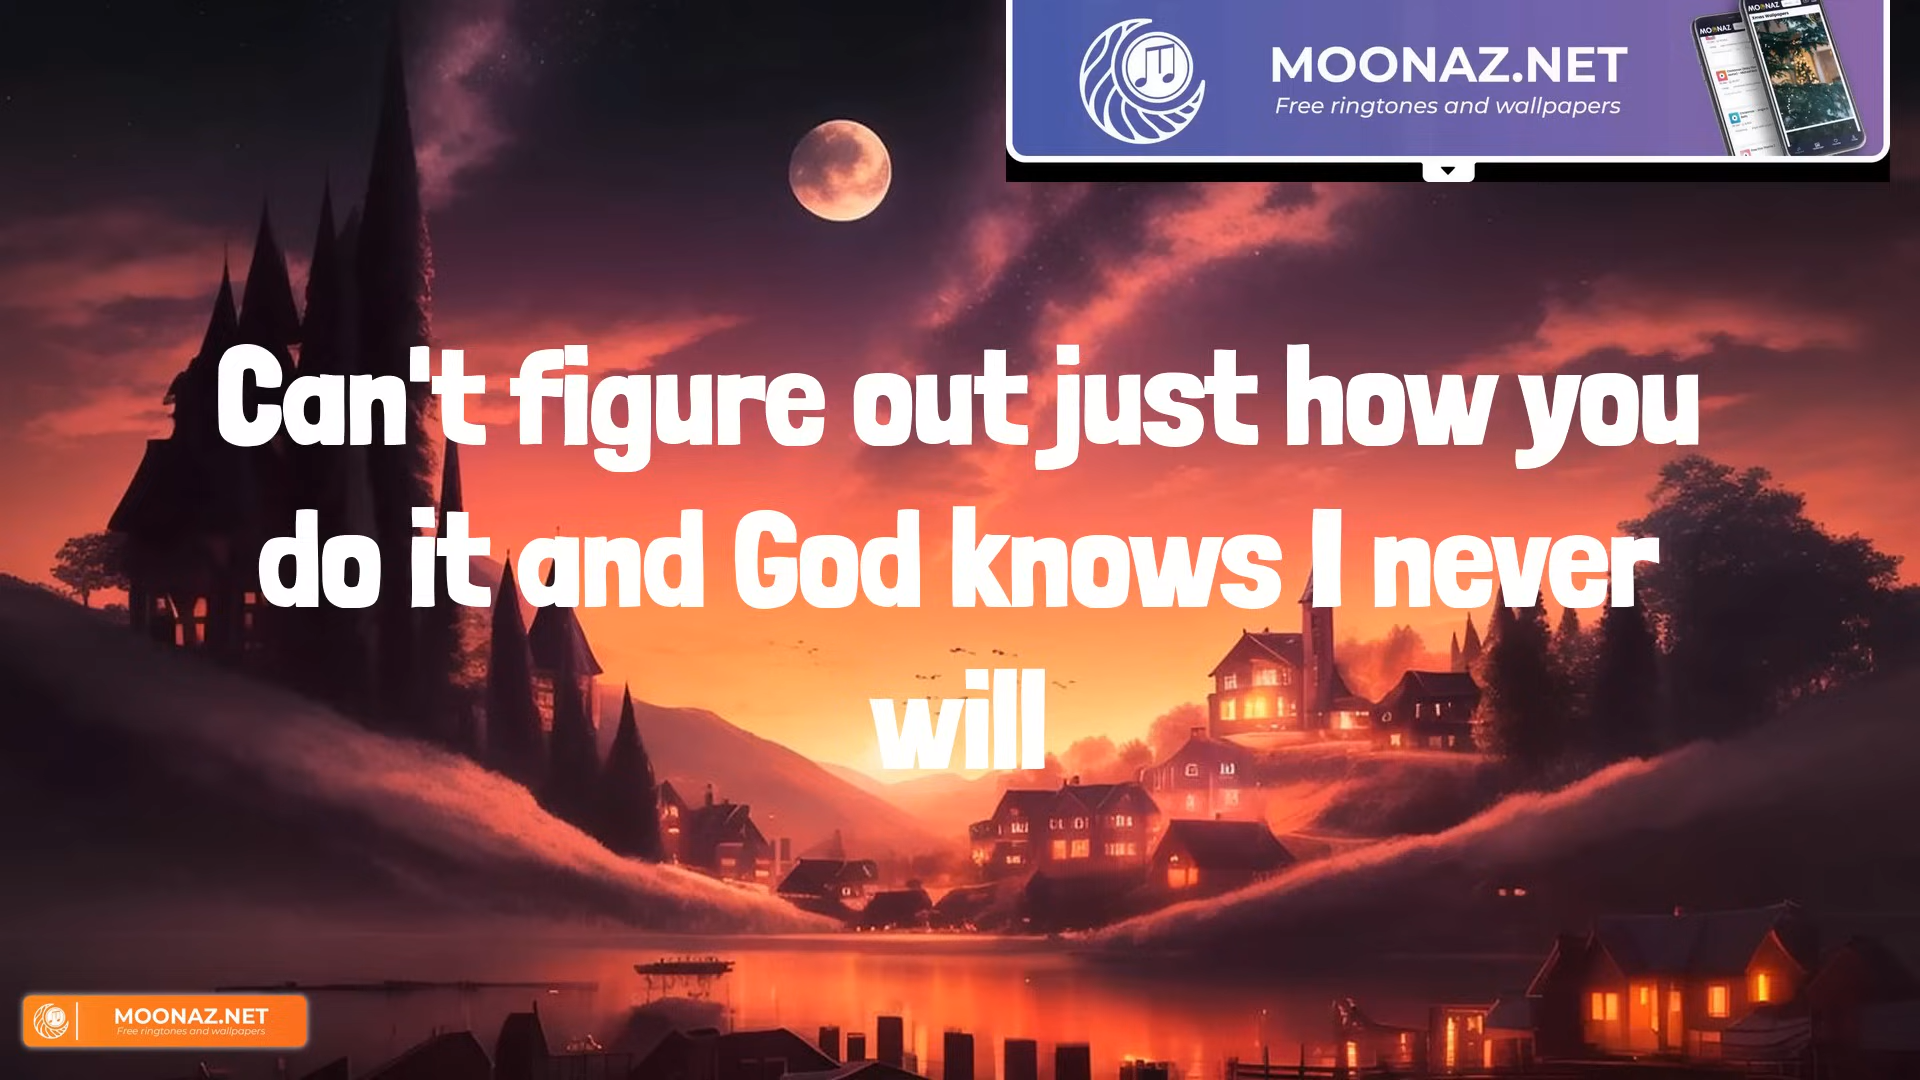 MOONAZ.NET
Free ringtones and wallpapers
Can't figure out just how you
do it and God knows I never
will
MOONAZ.NET
Free ringtones and wallpapers